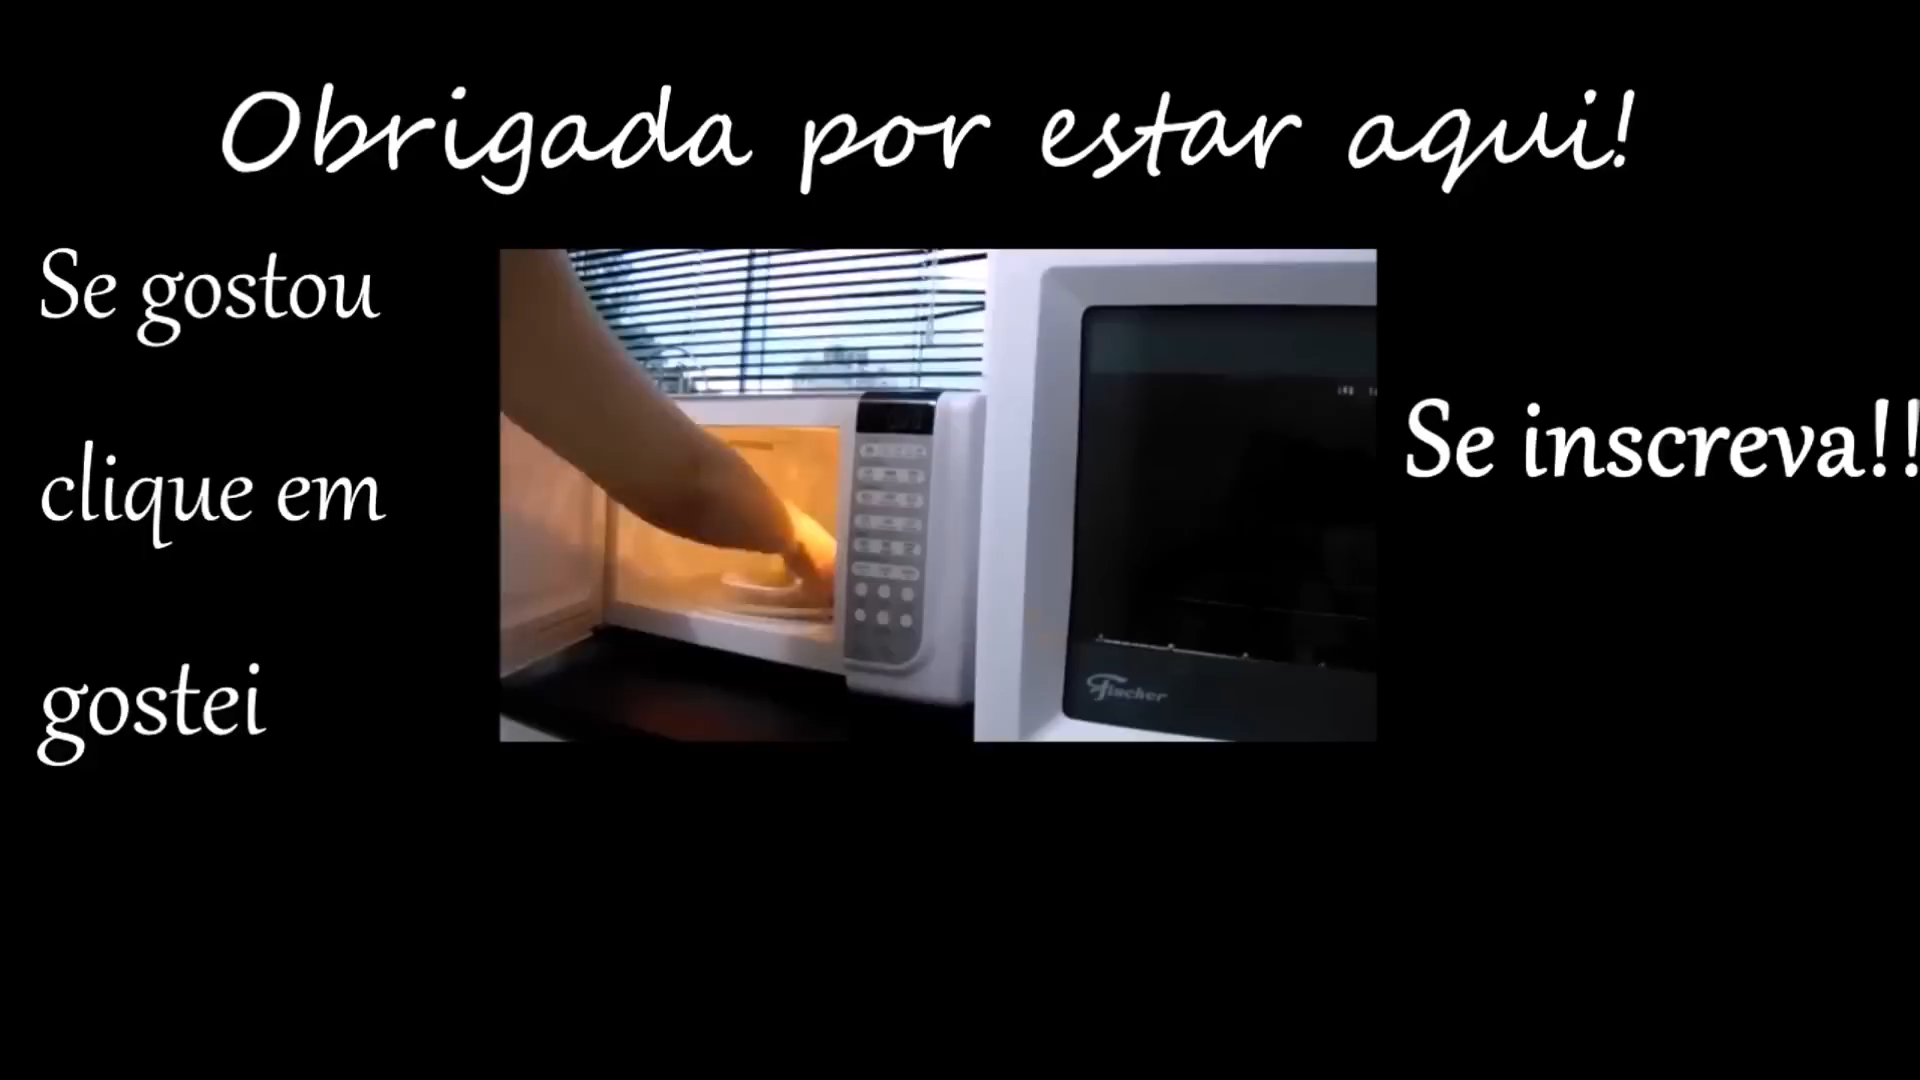 Obrigada por estar aqui!
Se gostou
clique em
gostei
Se inscreva!!
Fischer